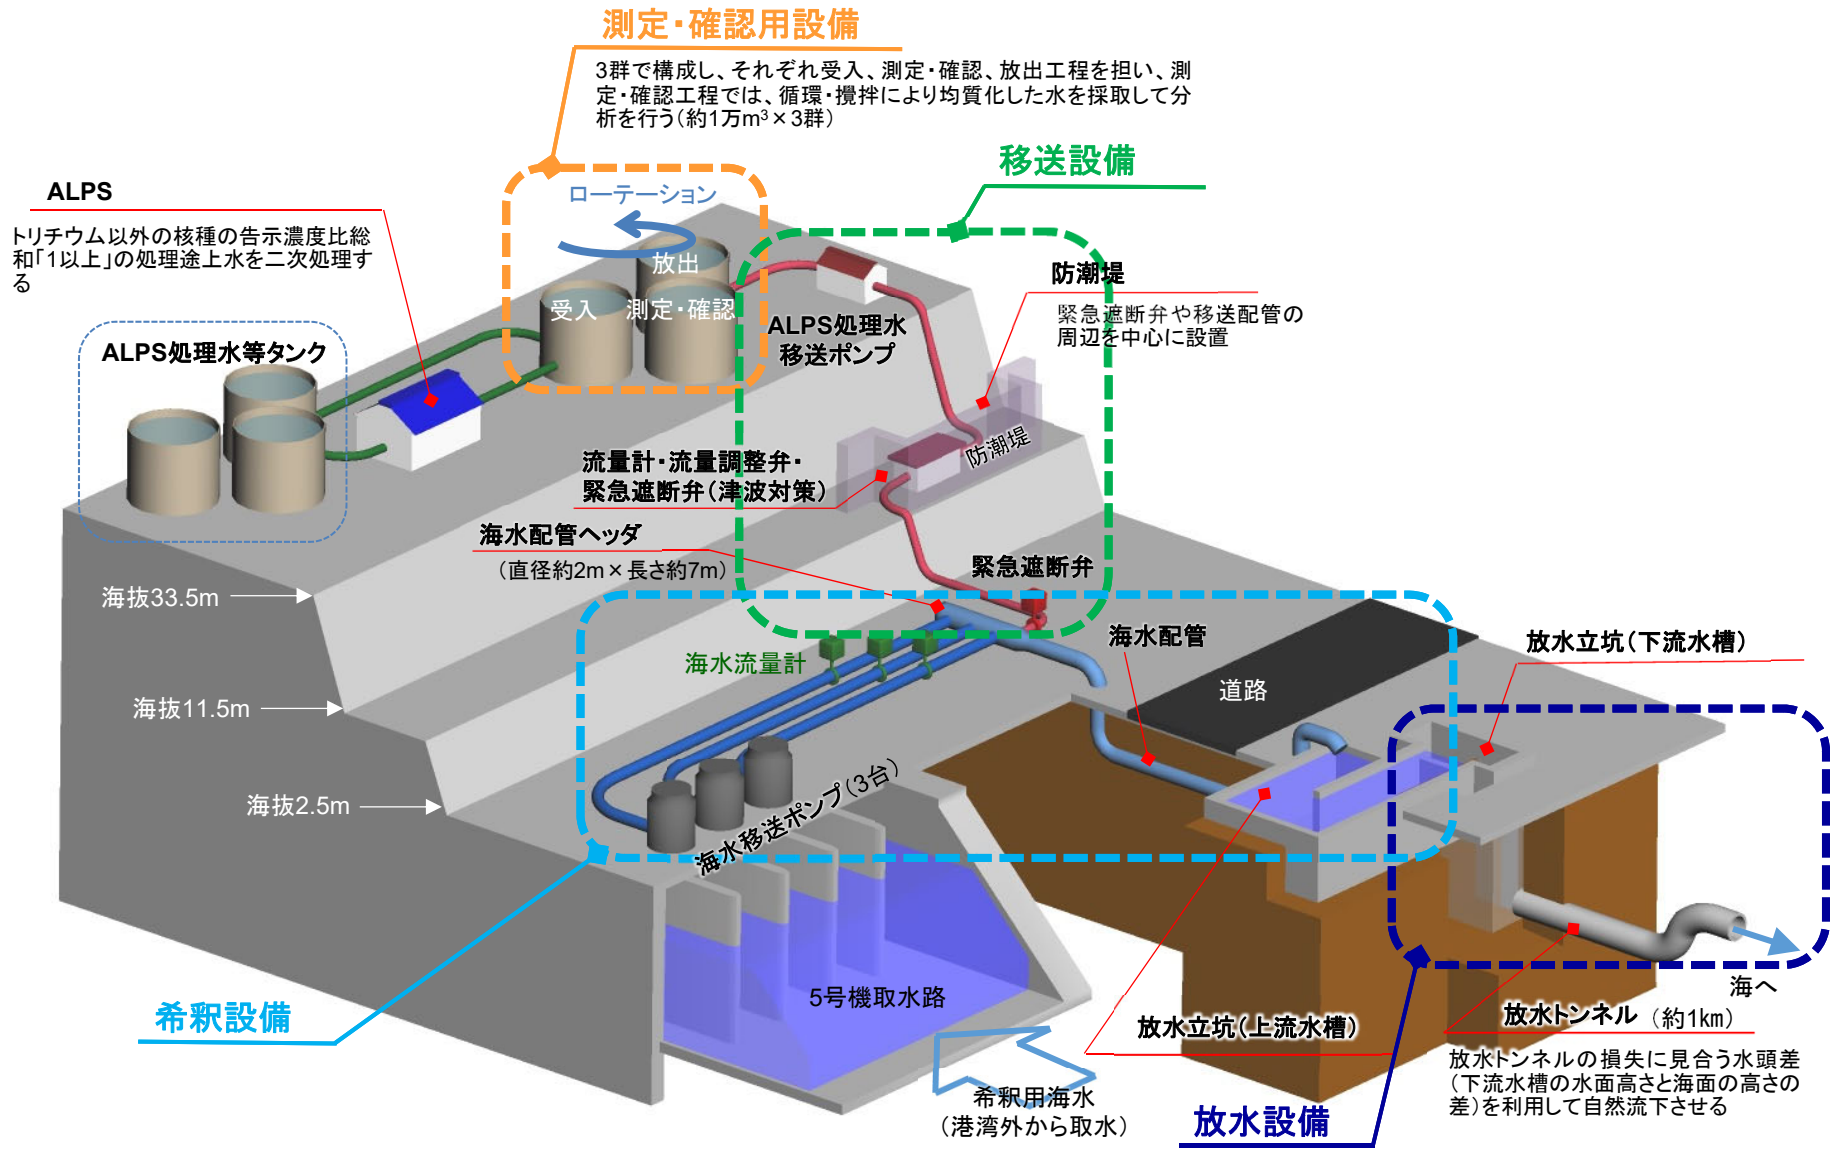 測定・確認用設備
3群で構成し、それぞれ受入、測定・確認、放出工程を担い、測
定・確認工程では、循環・攪拌により均質化した水を採取して分
析を行う（約1万m³×3群）
移送設備
ALPS
トリチウム以外の核種の告示濃度比総
和「1以上」の処理途上水を二次処理す
る
ローテーション
放出
受入
測定・確認
防潮堤
緊急遮断弁や移送配管の
周辺を中心に設置
ALPS処理水
移送ポンプ
ALPS処理水等タンク
防潮堤
流量計・流量調整弁・
緊急遮断弁（津波対策）
海水配管ヘッダ
（直径約2m×長さ約7m）
緊急遮断弁
海抜33.5m
海水配管
放水立坑（下流水槽）
海水流量計
道路
海抜11.5m
海抜2.5m
海水移送ポンプ（3台）
5号機取水路
海へ
希釈設備
放水立坑（上流水槽）
放水トンネル（約1㎞）
放水トンネルの損失に見合う水頭差
（下流水槽の水面高さと海面の高さの
差）を利用して自然流下させる
希釈用海水
（港湾外から取水）
放水設備